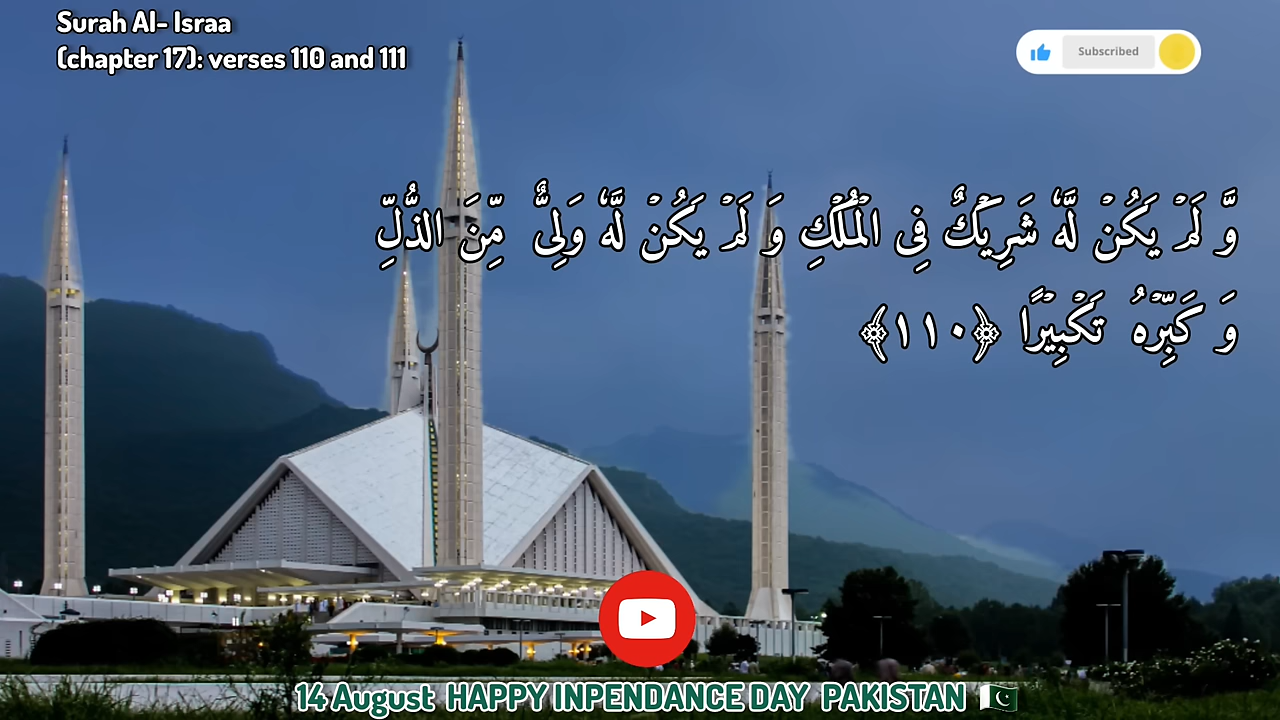 Surah Al- Israa
(chapter 17): verses 110 and 111
Subscribed
وَّ لَمۡ يَكُنۡ لَّهٗ شَرِيۡكٌ فِى الۡمُلۡكِ وَ لَمۡ يَكُنۡ لَّهٗ وَلِىٌّ مِّنَ الذُّلِّ
وَ كَبِّرۡهُ تَكۡبِيۡرًا ﴿۱۱۰﴾
14 August HAPPY INPENDANCE DAY PAKISTAN 🇵🇰